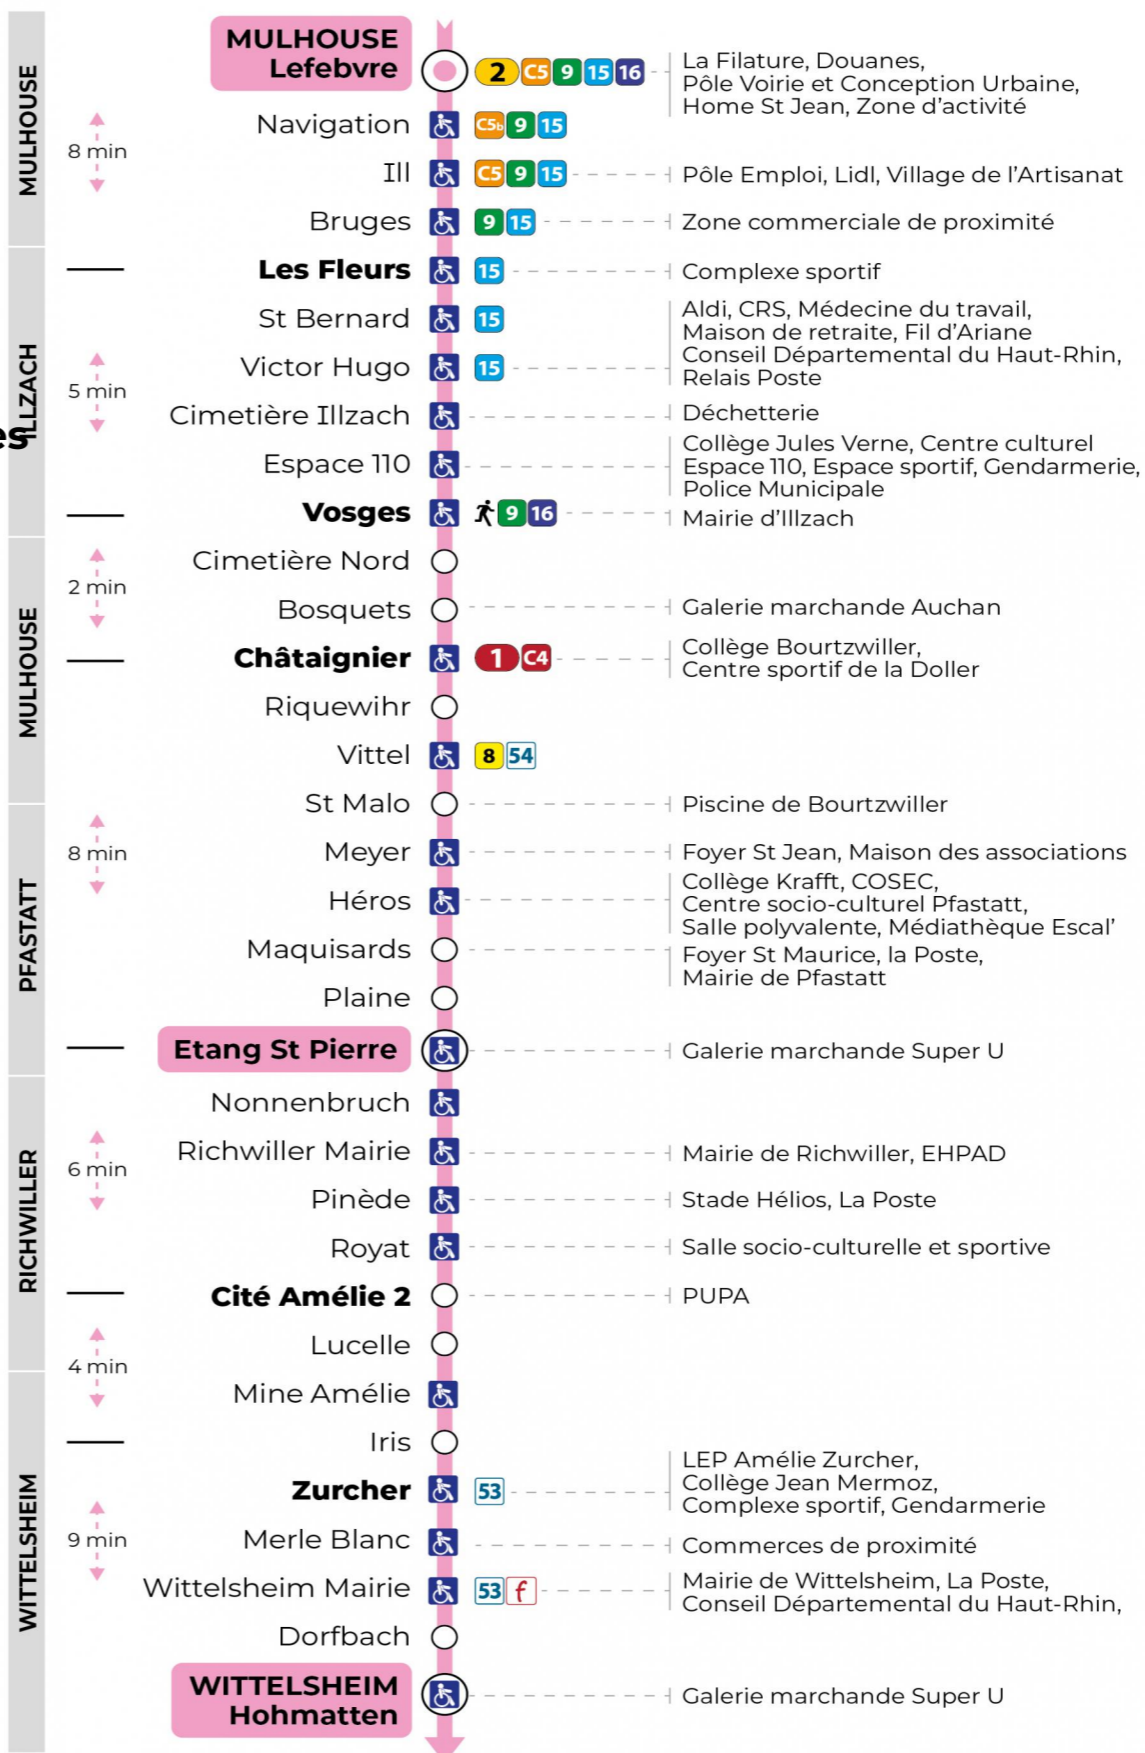 MULHOUSE
Lefebvre
2 C5 9 15 16
La Filature, Douanes,
Pôle Voirie et Conception Urbaine,
Home St Jean, Zone d’activité
MULHOUSE
8 min
Navigation
C5b 9 15
Ill
C5 9 15
Pôle Emploi, Lidl, Village de l’Artisanat
Bruges
9 15
Zone commerciale de proximité
ILLZACH
Les Fleurs
15
Complexe sportif
St Bernard
15
Aldi, CRS, Médecine du travail,
Maison de retraite, Fil d’Ariane
5 min
Victor Hugo
15
Conseil Départemental du Haut-Rhin,
Relais Poste
Cimetière Illzach
Déchetterie
es
Espace 110
Collège Jules Verne, Centre culturel
Espace 110, Espace sportif, Gendarmerie,
Police Municipale
Vosges
9 16
Mairie d’Illzach
MULHOUSE
2 min
Cimetière Nord
Bosquets
Galerie marchande Auchan
Châtaignier
1 C4
Collège Bourtzwiller,
Centre sportif de la Doller
Riquewihr
Vittel
8 54
PFASTATT
8 min
St Malo
Piscine de Bourtzwiller
Meyer
Foyer St Jean, Maison des associations
Héros
Collège Krafft, COSEC,
Centre socio-culturel Pfastatt,
Salle polyvalente, Médiathèque Escal’
Maquisards
Foyer St Maurice, la Poste,
Mairie de Pfastatt
Plaine
Etang St Pierre
Galerie marchande Super U
RICHWILLER
6 min
Nonnenbruch
Richwiller Mairie
Mairie de Richwiller, EHPAD
Pinède
Stade Hélios, La Poste
Royat
Salle socio-culturelle et sportive
Cité Amélie 2
PUPA
4 min
Lucelle
WITTELSHEIM
Mine Amélie
Iris
9 min
Zurcher
53
LEP Amélie Zurcher,
Collège Jean Mermoz,
Complexe sportif, Gendarmerie
Merle Blanc
Commerces de proximité
Wittelsheim Mairie
53 f
Mairie de Wittelsheim, La Poste,
Conseil Départemental du Haut-Rhin,
Dorfbach
WITTELSHEIM
Hohmatten
Galerie marchande Super U